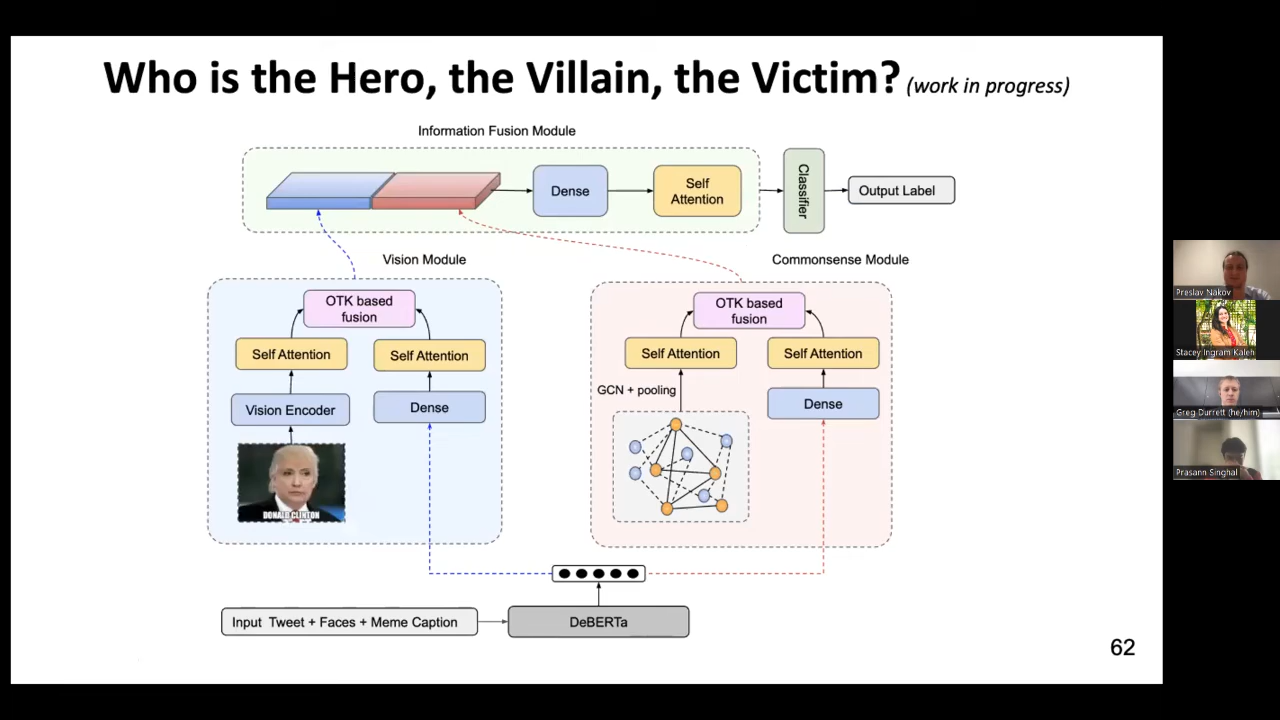 Who is the Hero, the Villain, the Victim? (work in progress)
Information Fusion Module
Dense
Self
Attention
Classifier
Output Label
Vision Module
Commonsense Module
OTK based
fusion
OTK based
fusion
Self Attention
Self Attention
Self Attention
Self Attention
GCN + pooling
Vision Encoder
Dense
Dense
DONALD CLINTON
Input Tweet + Faces + Meme Caption
DeBERTa
62
Preslav Nakov
Stacey Ingram Kaleh
Greg Durrett (he/him)
Prasann Singhal